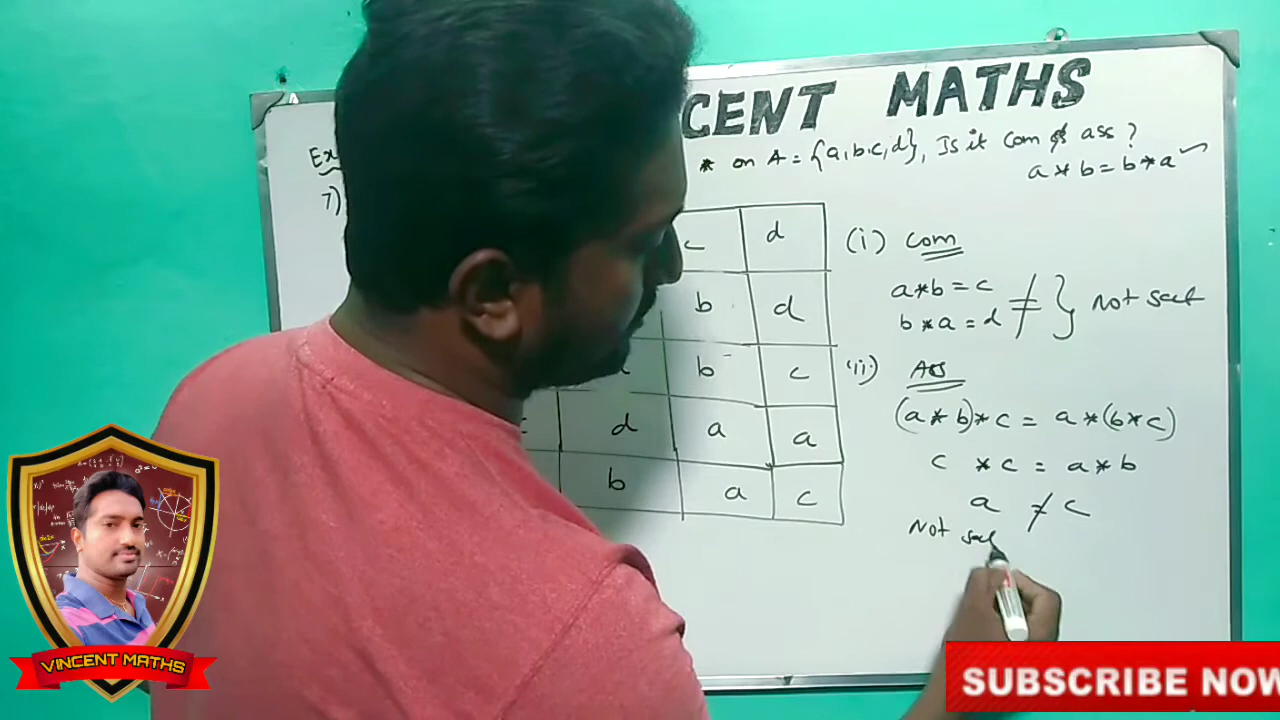 CENT MATHS
Ex
* on A = {a, b, c, d}, Is it com & ass ?
a * b = b * a ✓
7)
c d
b d
b c
d a a
b a c
(i) Com
a*b = c
b*a = d
≠ } Not sat
(ii) Ass
(a * b) * c = a * (b * c)
c * c = a * b
a ≠ c
Not sat
VINCENT MATHS
SUBSCRIBE NOW